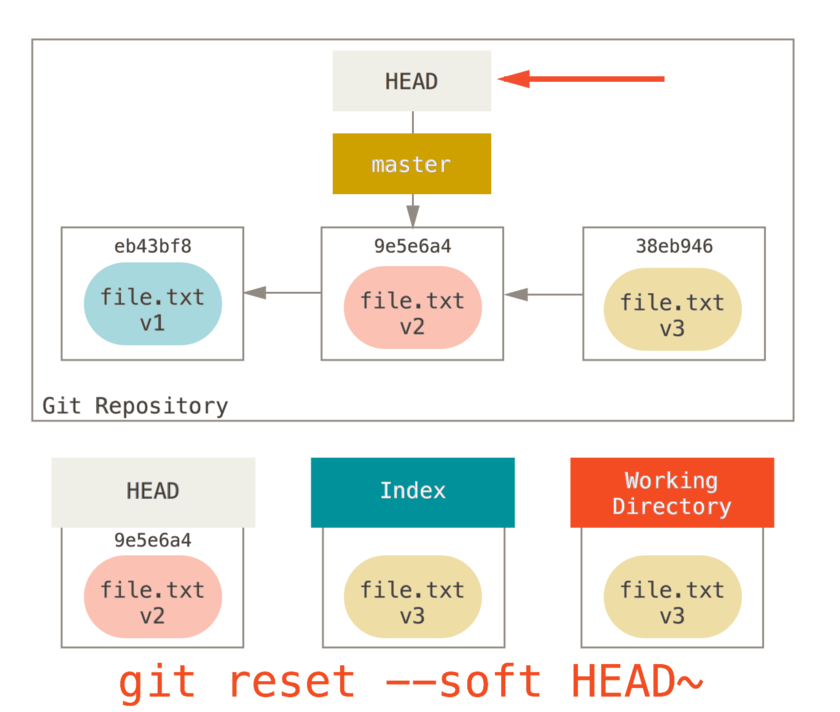 HEAD
master
eb43bf8
9e5e6a4
38eb946
file.txt
v1
file.txt
v2
file.txt
v3
Git Repository
HEAD
Index
Working
Directory
9e5e6a4
file.txt
v2
file.txt
v3
file.txt
v3
git reset --soft HEAD~